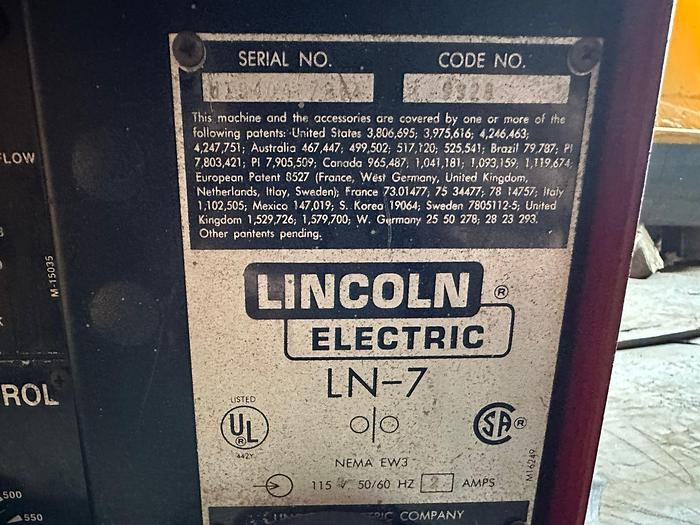 SERIAL NO.
CODE NO.
9328
This machine and the accessories are covered by one or more of the
following patents: United States 3,806,695; 3,975,616; 4,246,463;
4,247,751; Australia 467,447; 499,502; 517,120; 525,541; Brazil 79,787; PI
7,803,421; PI 7,905,509; Canada 965,487; 1,041,181; 1,093,159; 1,119,674;
European Patent 8527 (France, West Germany, United Kingdom,
Netherlands, Itlay, Sweden); France 73.01477; 75 34477; 78 14757; Italy
1,102,505; Mexico 147,019; S. Korea 19064; Sweden 7805112-5; United
Kingdom 1,529,726; 1,579,700; W. Germany 25 50 278; 28 23 293.
Other pantents pending.
LINCOLN ®
ELECTRIC
LN-7
LISTED
UL
®
442Y
SA ®
NEMA EW3
115 V 50/60 HZ 2 AMPS
M16249
ELECTRIC COMPANY
FLOW
M-15035
ROL
500
550